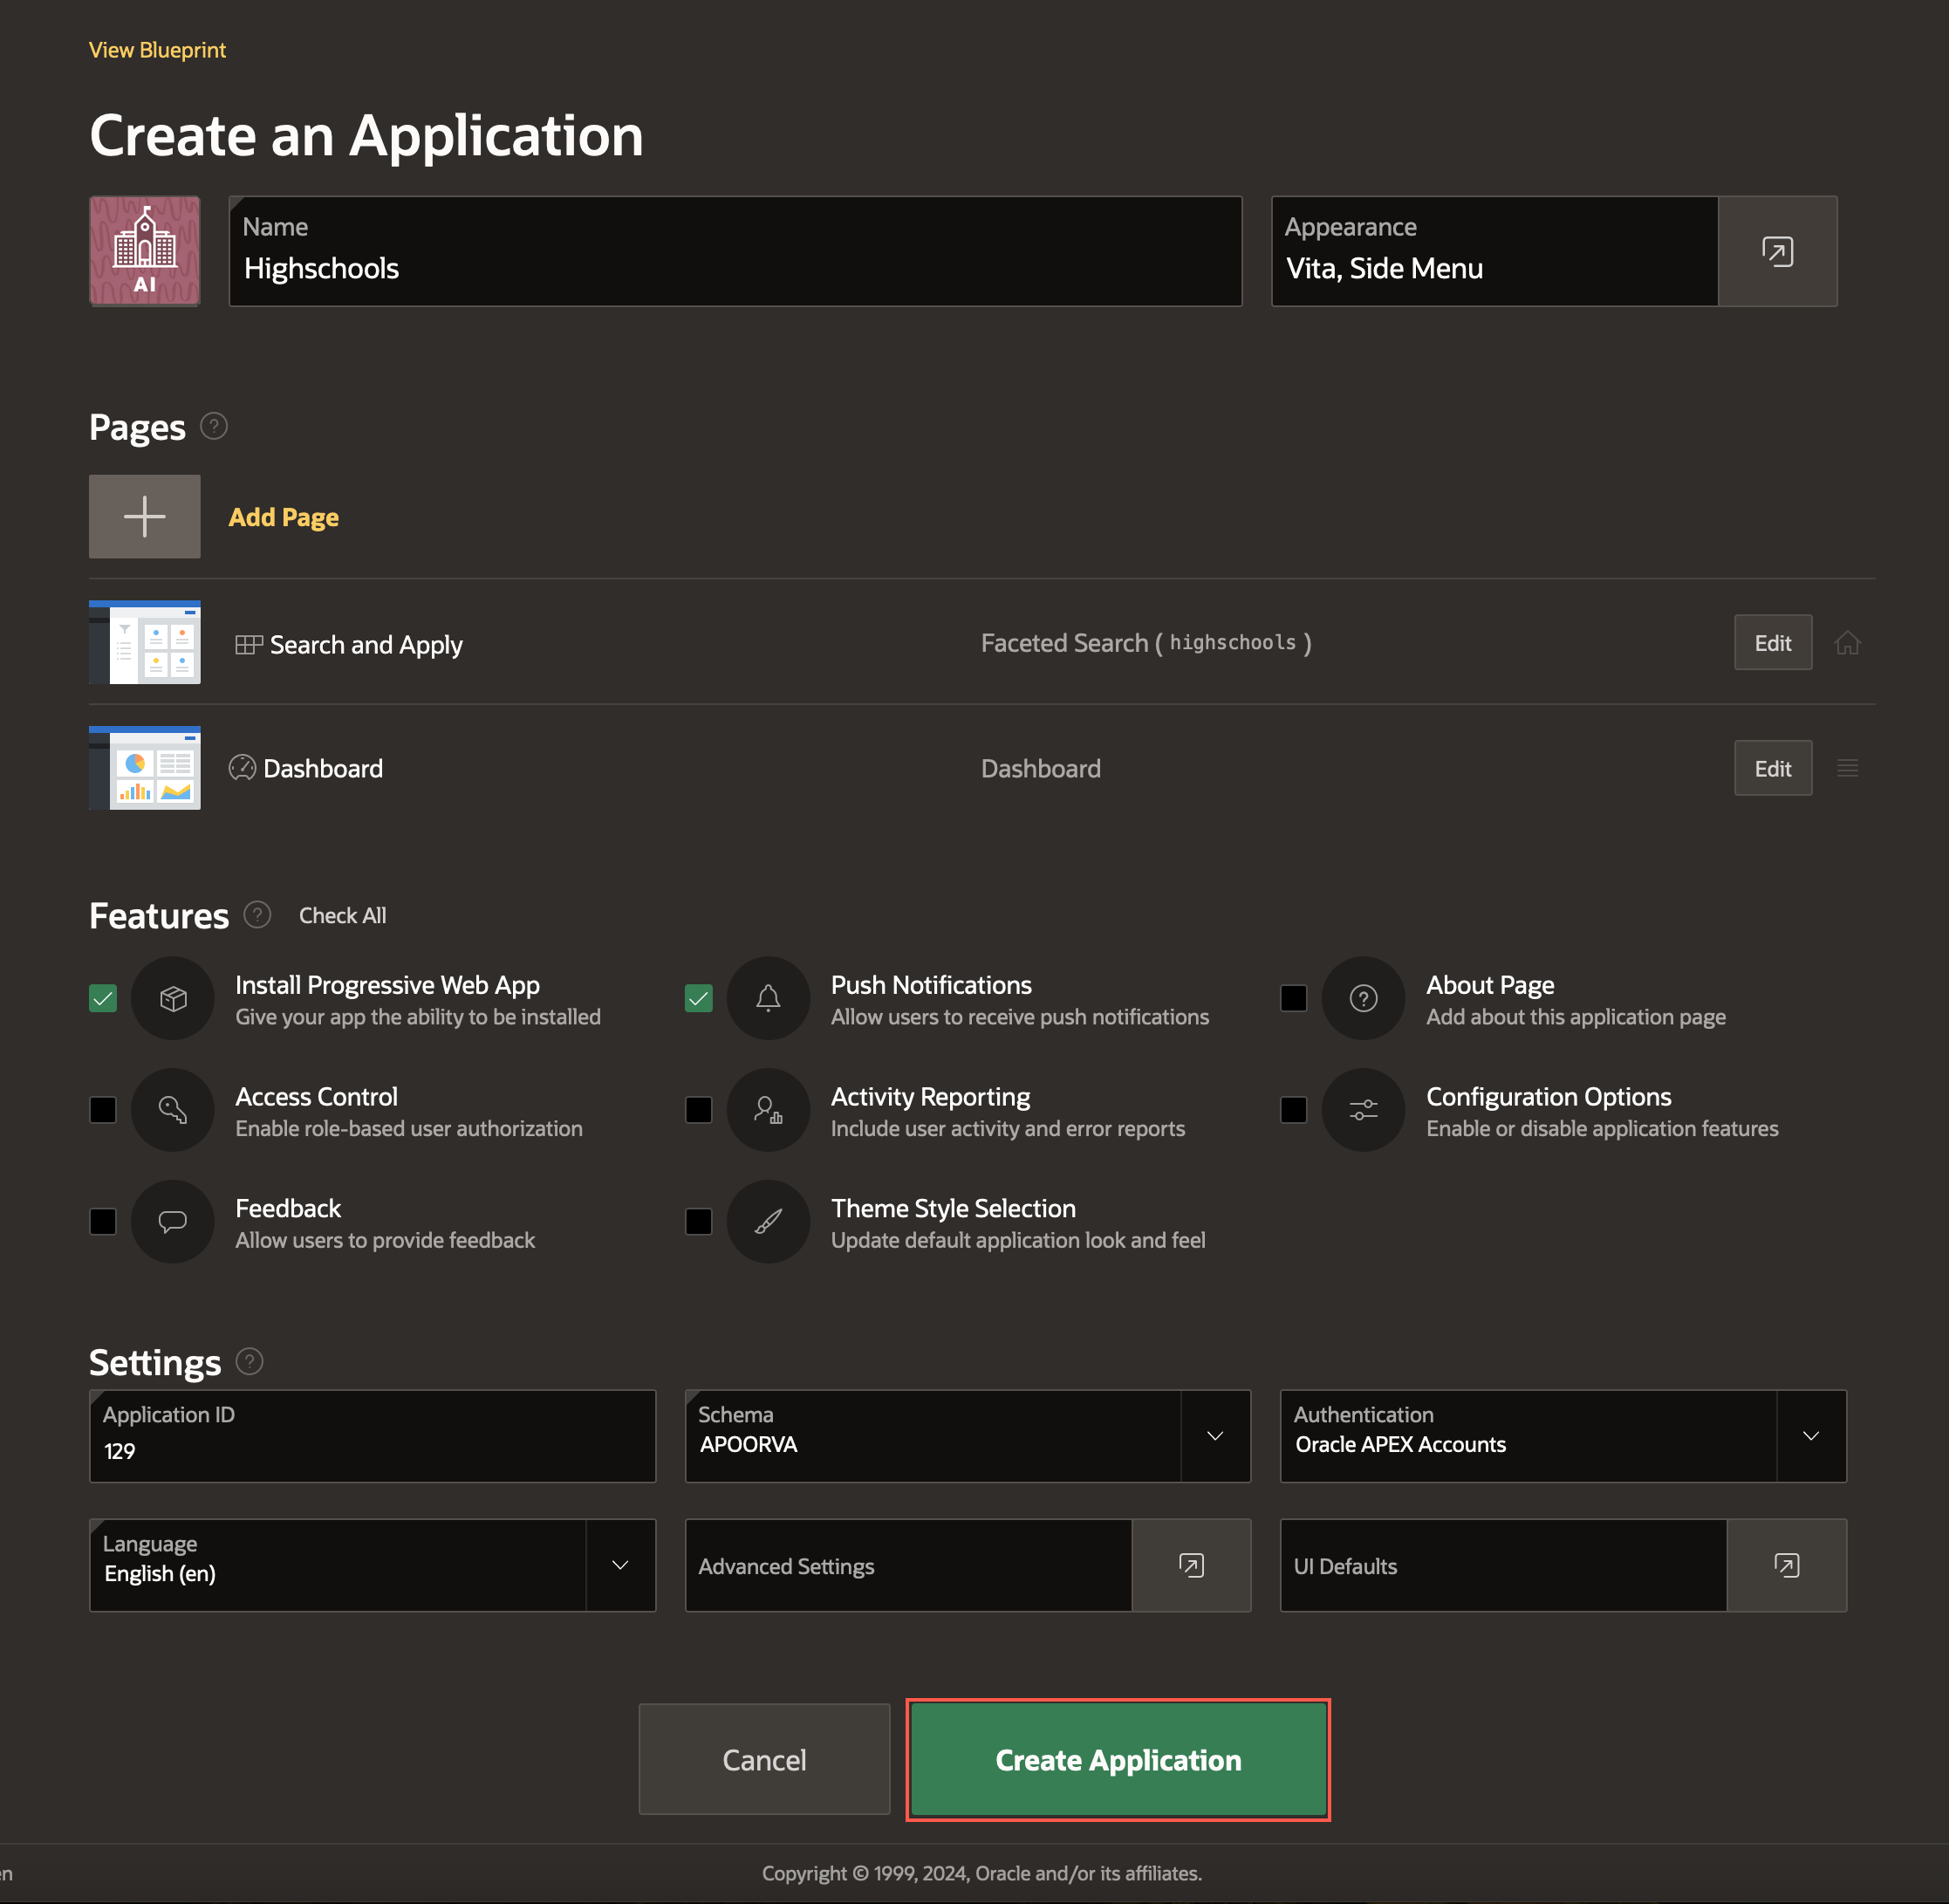 View Blueprint
Create an Application
AI
Name
Highschools
Appearance
Vita, Side Menu
Pages ?
Add Page
Search and Apply Faceted Search ( highschools ) Edit
Dashboard Dashboard Edit
Features ? Check All
Install Progressive Web App
Give your app the ability to be installed
Push Notifications
Allow users to receive push notifications
? About Page
Add about this application page
Access Control
Enable role-based user authorization
Activity Reporting
Include user activity and error reports
Configuration Options
Enable or disable application features
Feedback
Allow users to provide feedback
Theme Style Selection
Update default application look and feel
Settings ?
Application ID
129
Schema
APOORVA
Authentication
Oracle APEX Accounts
Language
English (en)
Advanced Settings
UI Defaults
Cancel
Create Application
en
Copyright © 1999, 2024, Oracle and/or its affiliates.